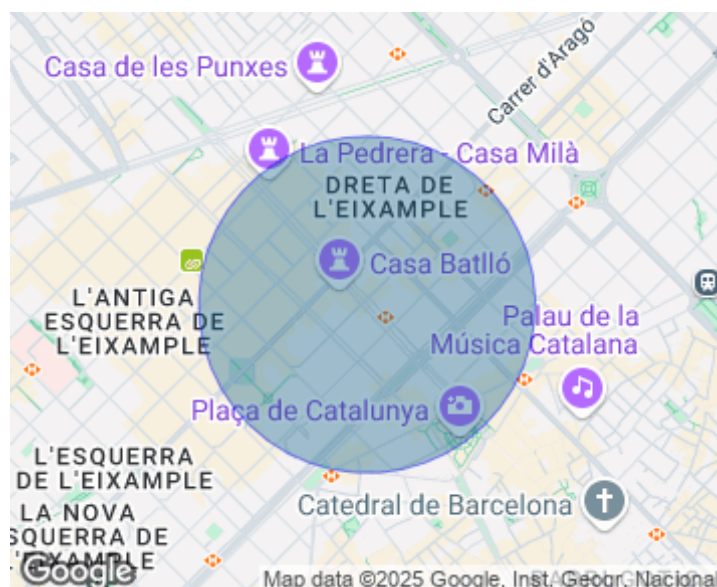 Casa de les Punxes
Carrer d'Aragó
La Pedrera - Casa Milà
DRETA DE
L'EIXAMPLE
Casa Batlló
L'ANTIGA
ESQUERRA DE
L'EIXAMPLE
Palau de la
Música Catalana
Plaça de Catalunya
L'ESQUERRA
DE L'EIXAMPLE
Catedral de Barcelona
LA NOVA
SQUERRA DE
L'EIXAMPLE
Google
Map data ©2025 Google, Inst. Geogr. Nacional